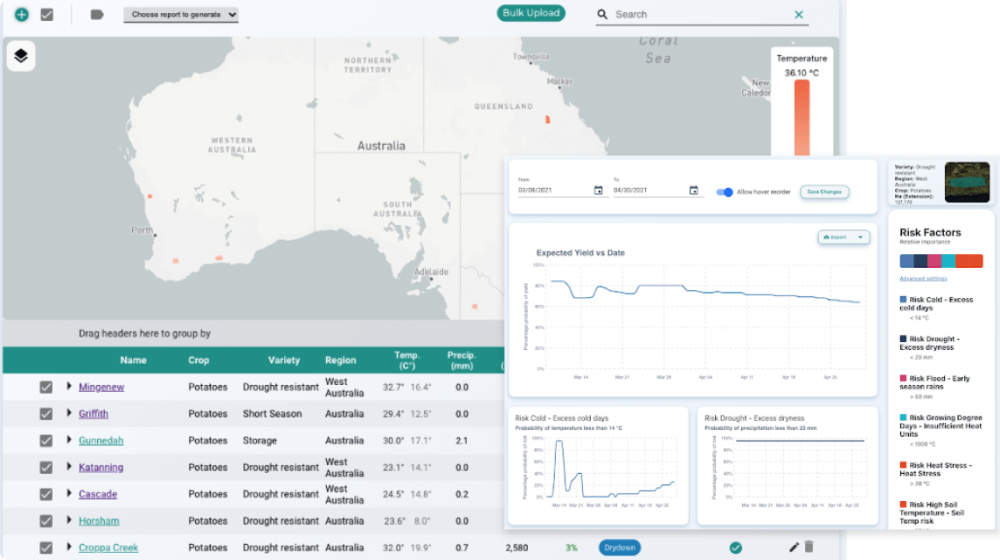 Choose report to generate
Bulk Upload
Search
Coral
Sea
NORTHERN
TERRITORY
Townsville
Mackay
New
Caledor
QUEENSLAND
WESTERN
AUSTRALIA
Australia
SOUTH
AUSTRALIA
Perth
Adelaide
Temperature
36.10 °C
Drag headers here to group by
Name Crop Variety Region Temp. (C°) Precip. (mm)
Mingenew Potatoes Drought resistant West Australia 32.7° 16.4° 0.0
Griffith Potatoes Short Season Australia 29.4° 12.5° 0.0
Gunnedah Potatoes Storage Australia 30.0° 17.1° 2.1
Katanning Potatoes Drought resistant West Australia 23.1° 14.1° 0.0
Cascade Potatoes Drought resistant West Australia 24.5° 14.8° 0.2
Horsham Potatoes Drought resistant Australia 23.6° 8.0° 0.0
Croppa Creek Potatoes Drought resistant Australia 32.0° 19.9° 0.7 2,580 3% Drydown
From
03/08/2021
To
04/30/2021
Allow hover reorder
Save Changes
Import
Expected Yield vs Date
Percentage probability of yield
100%
80%
60%
40%
20%
0%
Mar 14 Mar 21 Mar 28 Apr 04 Apr 11 Apr 18 Apr 25
Risk Cold - Excess cold days
Probability of temperature less than 14 °C
Percentage probability of risk
100%
80%
60%
40%
20%
0%
Mar 14 Mar 21 Mar 28 Apr 04 Apr 11 Apr 18 Apr 25
Risk Drought - Excess dryness
Probability of precipitation less than 20 mm
Percentage probability of risk
100%
80%
60%
40%
20%
0%
Mar 14 Mar 21 Mar 28 Apr 04 Apr 11 Apr 18 Apr 25
Variety: Drought
resistant
Region: West
Australia
Crop: Potatoes
Ha (Extension):
Risk Factors
Relative Importance
Advanced settings
Risk Cold - Excess
cold days
< 14 °C
Risk Drought -
Excess dryness
< 20 mm
Risk Flood - Early
season rains
> 50 mm
Risk Growing Degree
Days - Insufficient Heat
Units
< 1000 °C
Risk Heat Stress -
Heat Stress
> 38 °C
Risk High Soil
Temperature - Soil
Temp risk